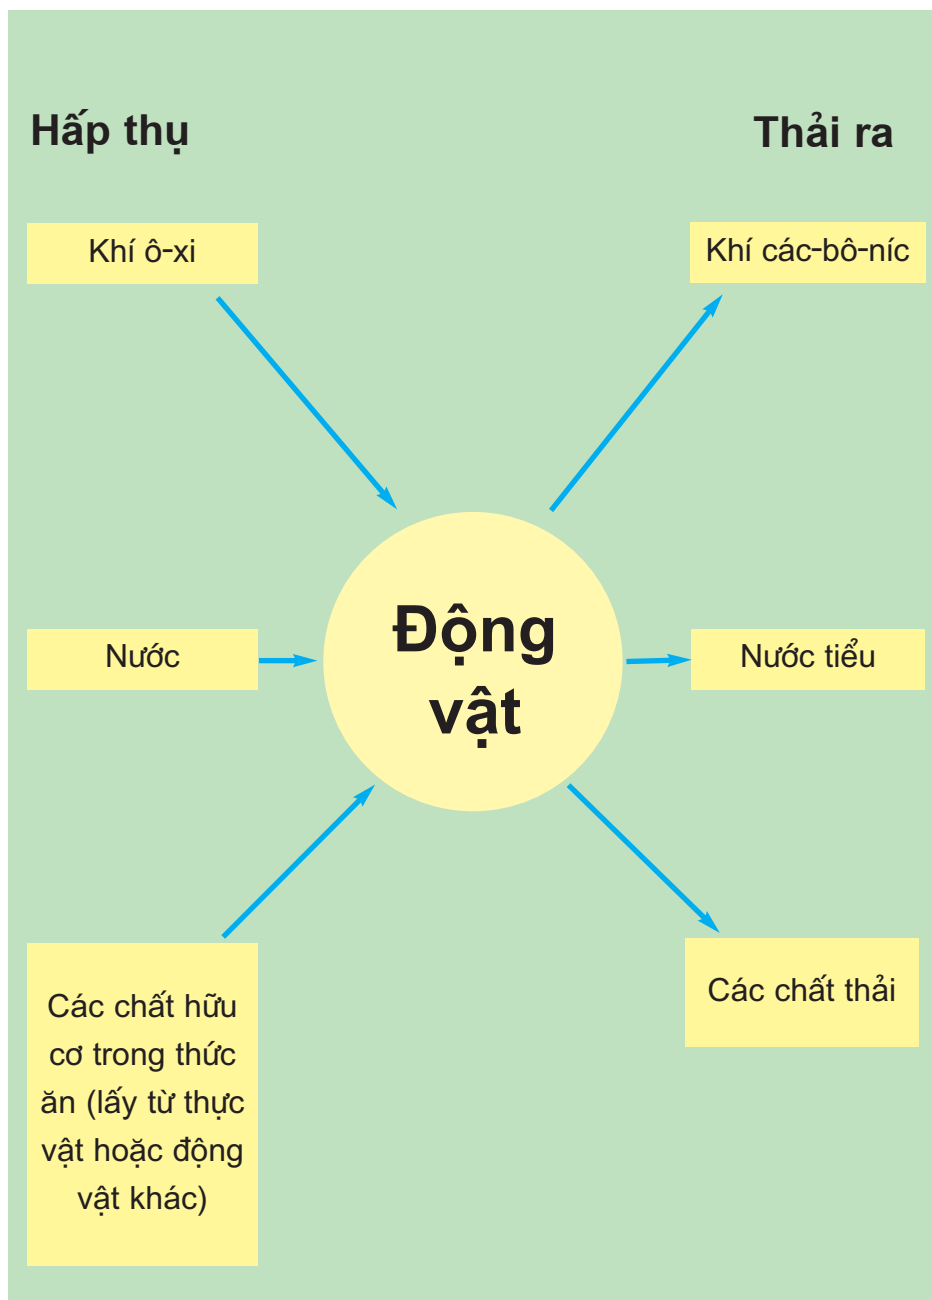 Hấp thụ
Thải ra
Khí ô-xi
Khí các-bô-níc
Động
vật
Nước
Nước tiểu
Các chất hữu
cơ trong thức
ăn (lấy từ thực
vật hoặc động
vật khác)
Các chất thải